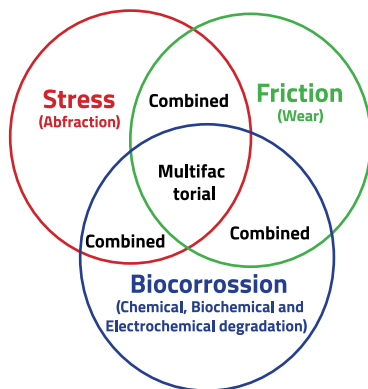 Stress
(Abfraction)
Combined
Friction
(Wear)
Multifac
torial
Combined
Combined
Biocorrossion
(Chemical, Biochemical and
Electrochemical degradation)